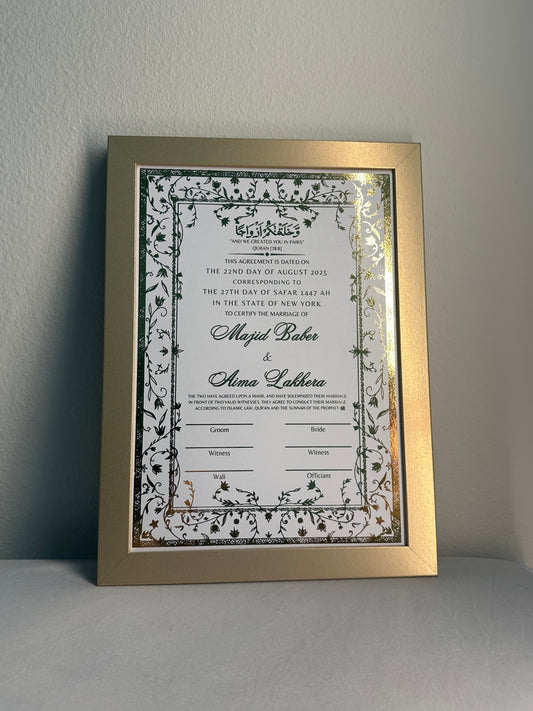 وَّخَلَقْنٰكُمْ اَزْوَاجًا
"AND WE CREATED YOU IN PAIRS"
QURAN [78:8]
THIS AGREEMENT IS DATED ON
THE 22ND DAY OF AUGUST 2025
CORRESPONDING TO
THE 27TH DAY OF SAFAR 1447 AH
IN THE STATE OF NEW YORK
TO CERTIFY THE MARRIAGE OF
Majid Baber
&
Aima Lakhera
THE TWO HAVE AGREED UPON A MAHR, AND HAVE SOLEMNIZED THEIR MARRIAGE
IN FRONT OF TWO VALID WITNESSES. THEY AGREE TO CONDUCT THEIR MARRIAGE
ACCORDING TO ISLAMIC LAW, QUR'AN AND THE SUNNAH OF THE PROPHET ﷺ
Groom Bride
Witness Witness
Wali Officiant